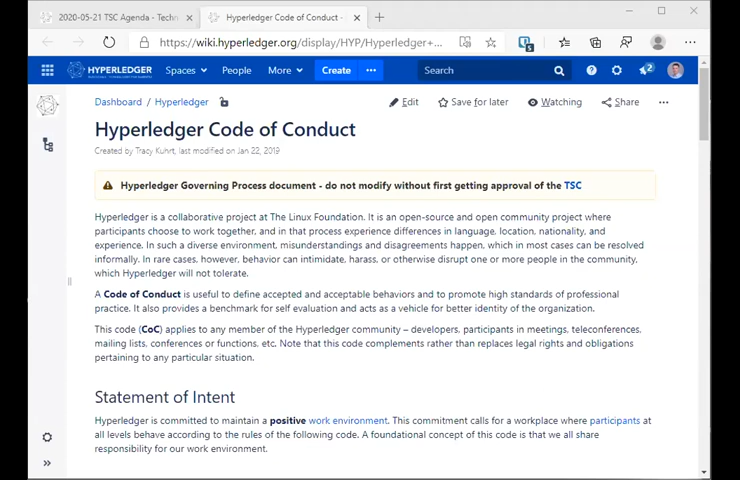 2020-05-21 TSC Agenda - Techn
Hyperledger Code of Conduct -
https://wiki.hyperledger.org/display/HYP/Hyperledger+...
HYPERLEDGER Spaces People More Create ... Search 2
Dashboard / Hyperledger Edit Save for later Watching Share ...
Hyperledger Code of Conduct
Created by Tracy Kuhrt, last modified on Jan 22, 2019
Hyperledger Governing Process document - do not modify without first getting approval of the TSC
Hyperledger is a collaborative project at The Linux Foundation. It is an open-source and open community project where
participants choose to work together, and in that process experience differences in language, location, nationality, and
experience. In such a diverse environment, misunderstandings and disagreements happen, which in most cases can be resolved
informally. In rare cases, however, behavior can intimidate, harass, or otherwise disrupt one or more people in the community,
which Hyperledger will not tolerate.
A Code of Conduct is useful to define accepted and acceptable behaviors and to promote high standards of professional
practice. It also provides a benchmark for self evaluation and acts as a vehicle for better identity of the organization.
This code (CoC) applies to any member of the Hyperledger community – developers, participants in meetings, teleconferences,
mailing lists, conferences or functions, etc. Note that this code complements rather than replaces legal rights and obligations
pertaining to any particular situation.
Statement of Intent
Hyperledger is committed to maintain a positive work environment. This commitment calls for a workplace where participants at
all levels behave according to the rules of the following code. A foundational concept of this code is that we all share
responsibility for our work environment.